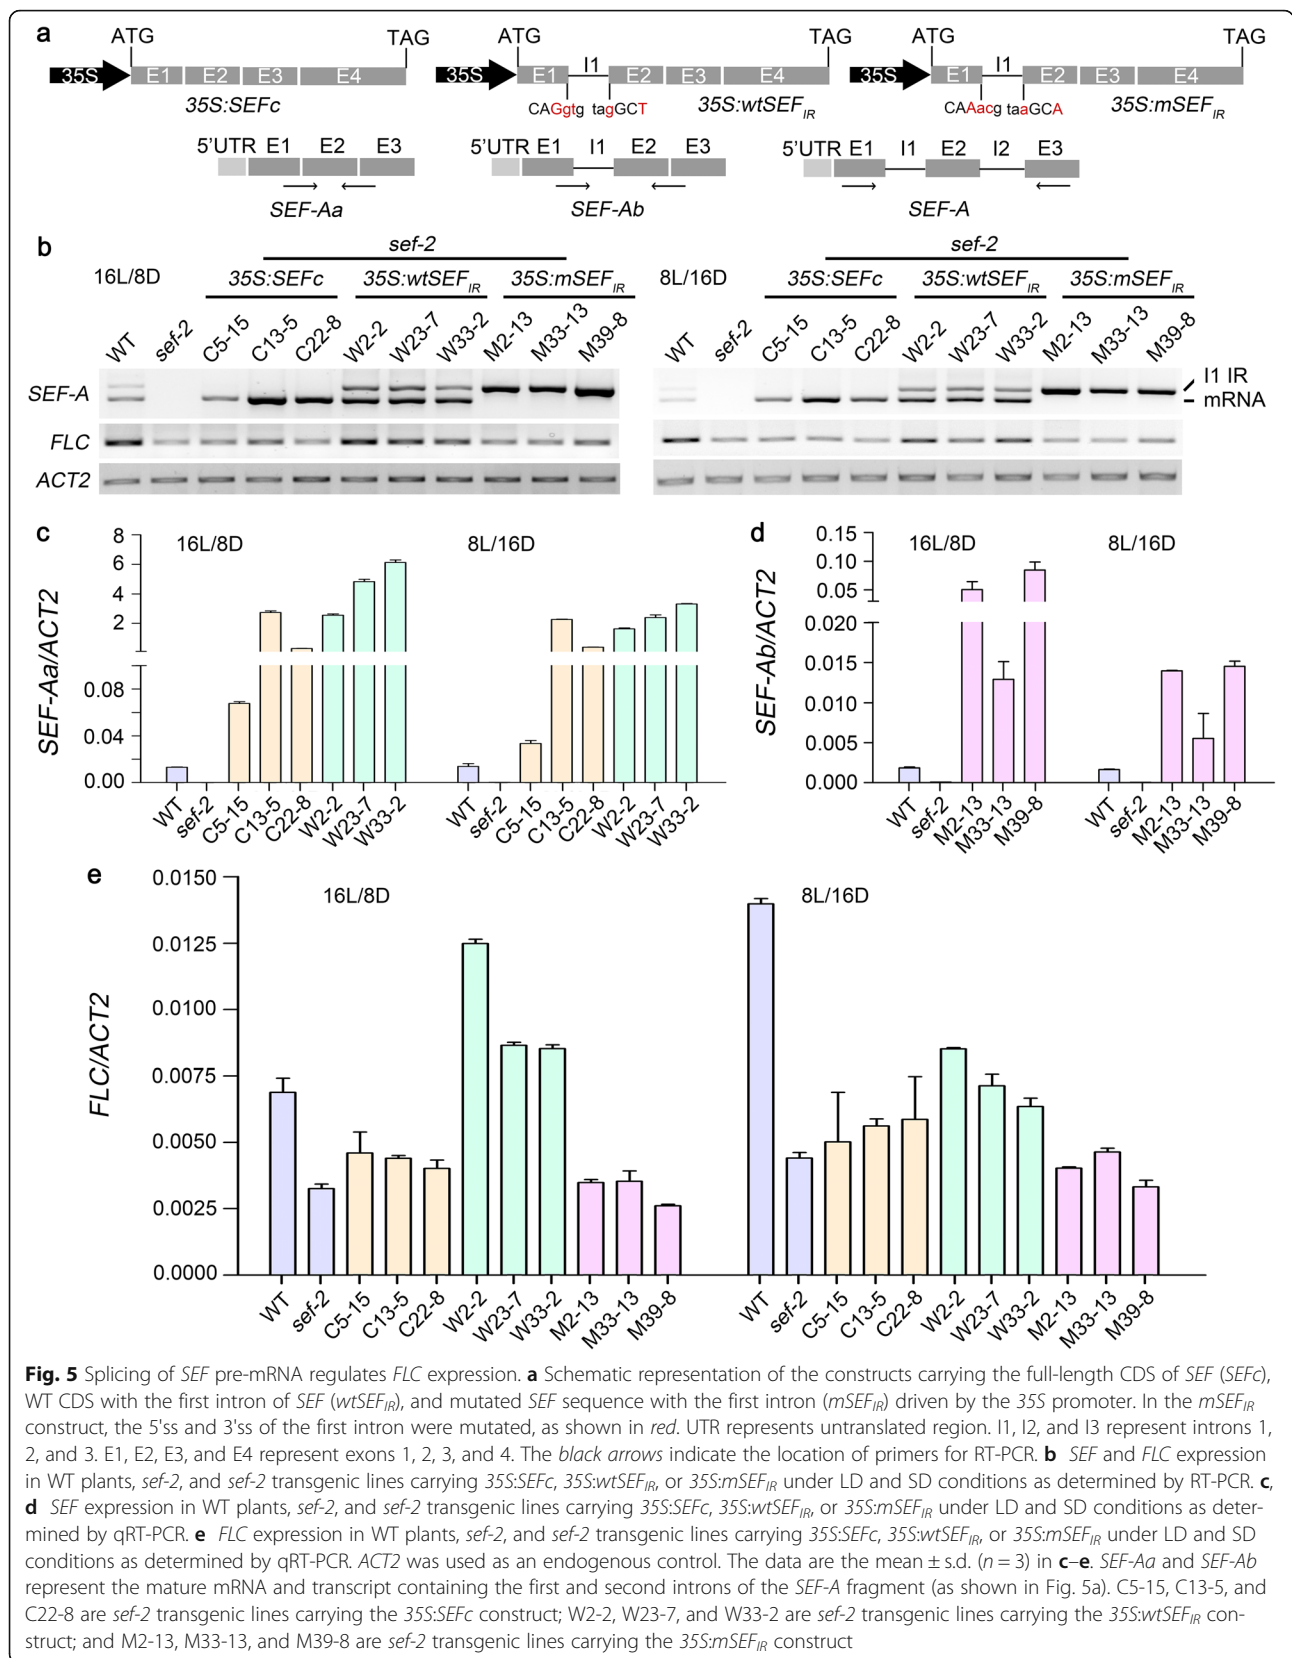 a
ATG TAG ATG I1 TAG ATG I1 TAG
35S E1 E2 E3 E4 35S E1 E2 E3 E4 35S E1 E2 E3 E4
35S:SEFc CAGgtg tagGCT 35S:wtSEFIR CAAacg taaGCA 35S:mSEFIR
5'UTR E1 E2 E3 5'UTR E1 I1 E2 E3 5'UTR E1 I1 E2 I2 E3
SEF-Aa SEF-Ab SEF-A
b
sef-2 sef-2
16L/8D 35S:SEFc 35S:wtSEFIR 35S:mSEFIR 8L/16D 35S:SEFc 35S:wtSEFIR 35S:mSEFIR
WT sef-2 C5-15 C13-5 C22-8 W2-2 W23-7 W33-2 M2-13 M33-13 M39-8 WT sef-2 C5-15 C13-5 C22-8 W2-2 W23-7 W33-2 M2-13 M33-13 M39-8
SEF-A I1 IR
mRNA
FLC
ACT2
c
16L/8D 8L/16D
SEF-Aa/ACT2
8
6
4
2
0.08
0.04
0.00
WT sef-2 C5-15 C13-5 C22-8 W2-2 W23-7 W33-2 WT sef-2 C5-15 C13-5 C22-8 W2-2 W23-7 W33-2
d
16L/8D 8L/16D
SEF-Ab/ACT2
0.15
0.10
0.05
0.020
0.015
0.010
0.005
0.000
WT sef-2 M2-13 M33-13 M39-8 WT sef-2 M2-13 M33-13 M39-8
e
16L/8D 8L/16D
FLC/ACT2
0.0150
0.0125
0.0100
0.0075
0.0050
0.0025
0.0000
WT sef-2 C5-15 C13-5 C22-8 W2-2 W23-7 W33-2 M2-13 M33-13 M39-8 WT sef-2 C5-15 C13-5 C22-8 W2-2 W23-7 W33-2 M2-13 M33-13 M39-8
Fig. 5 Splicing of SEF pre-mRNA regulates FLC expression. a Schematic representation of the constructs carrying the full-length CDS of SEF (SEFc),
WT CDS with the first intron of SEF (wtSEFIR), and mutated SEF sequence with the first intron (mSEFIR) driven by the 35S promoter. In the mSEFIR
construct, the 5'ss and 3'ss of the first intron were mutated, as shown in red. UTR represents untranslated region. I1, I2, and I3 represent introns 1,
2, and 3. E1, E2, E3, and E4 represent exons 1, 2, 3, and 4. The black arrows indicate the location of primers for RT-PCR. b SEF and FLC expression
in WT plants, sef-2, and sef-2 transgenic lines carrying 35S:SEFc, 35S:wtSEFIR, or 35S:mSEFIR under LD and SD conditions as determined by RT-PCR. c,
d SEF expression in WT plants, sef-2, and sef-2 transgenic lines carrying 35S:SEFc, 35S:wtSEFIR, or 35S:mSEFIR under LD and SD conditions as deter-
mined by qRT-PCR. e FLC expression in WT plants, sef-2, and sef-2 transgenic lines carrying 35S:SEFc, 35S:wtSEFIR, or 35S:mSEFIR under LD and SD
conditions as determined by qRT-PCR. ACT2 was used as an endogenous control. The data are the mean ± s.d. (n = 3) in c–e. SEF-Aa and SEF-Ab
represent the mature mRNA and transcript containing the first and second introns of the SEF-A fragment (as shown in Fig. 5a). C5-15, C13-5, and
C22-8 are sef-2 transgenic lines carrying the 35S:SEFc construct; W2-2, W23-7, and W33-2 are sef-2 transgenic lines carrying the 35S:wtSEFIR con-
struct; and M2-13, M33-13, and M39-8 are sef-2 transgenic lines carrying the 35S:mSEFIR construct